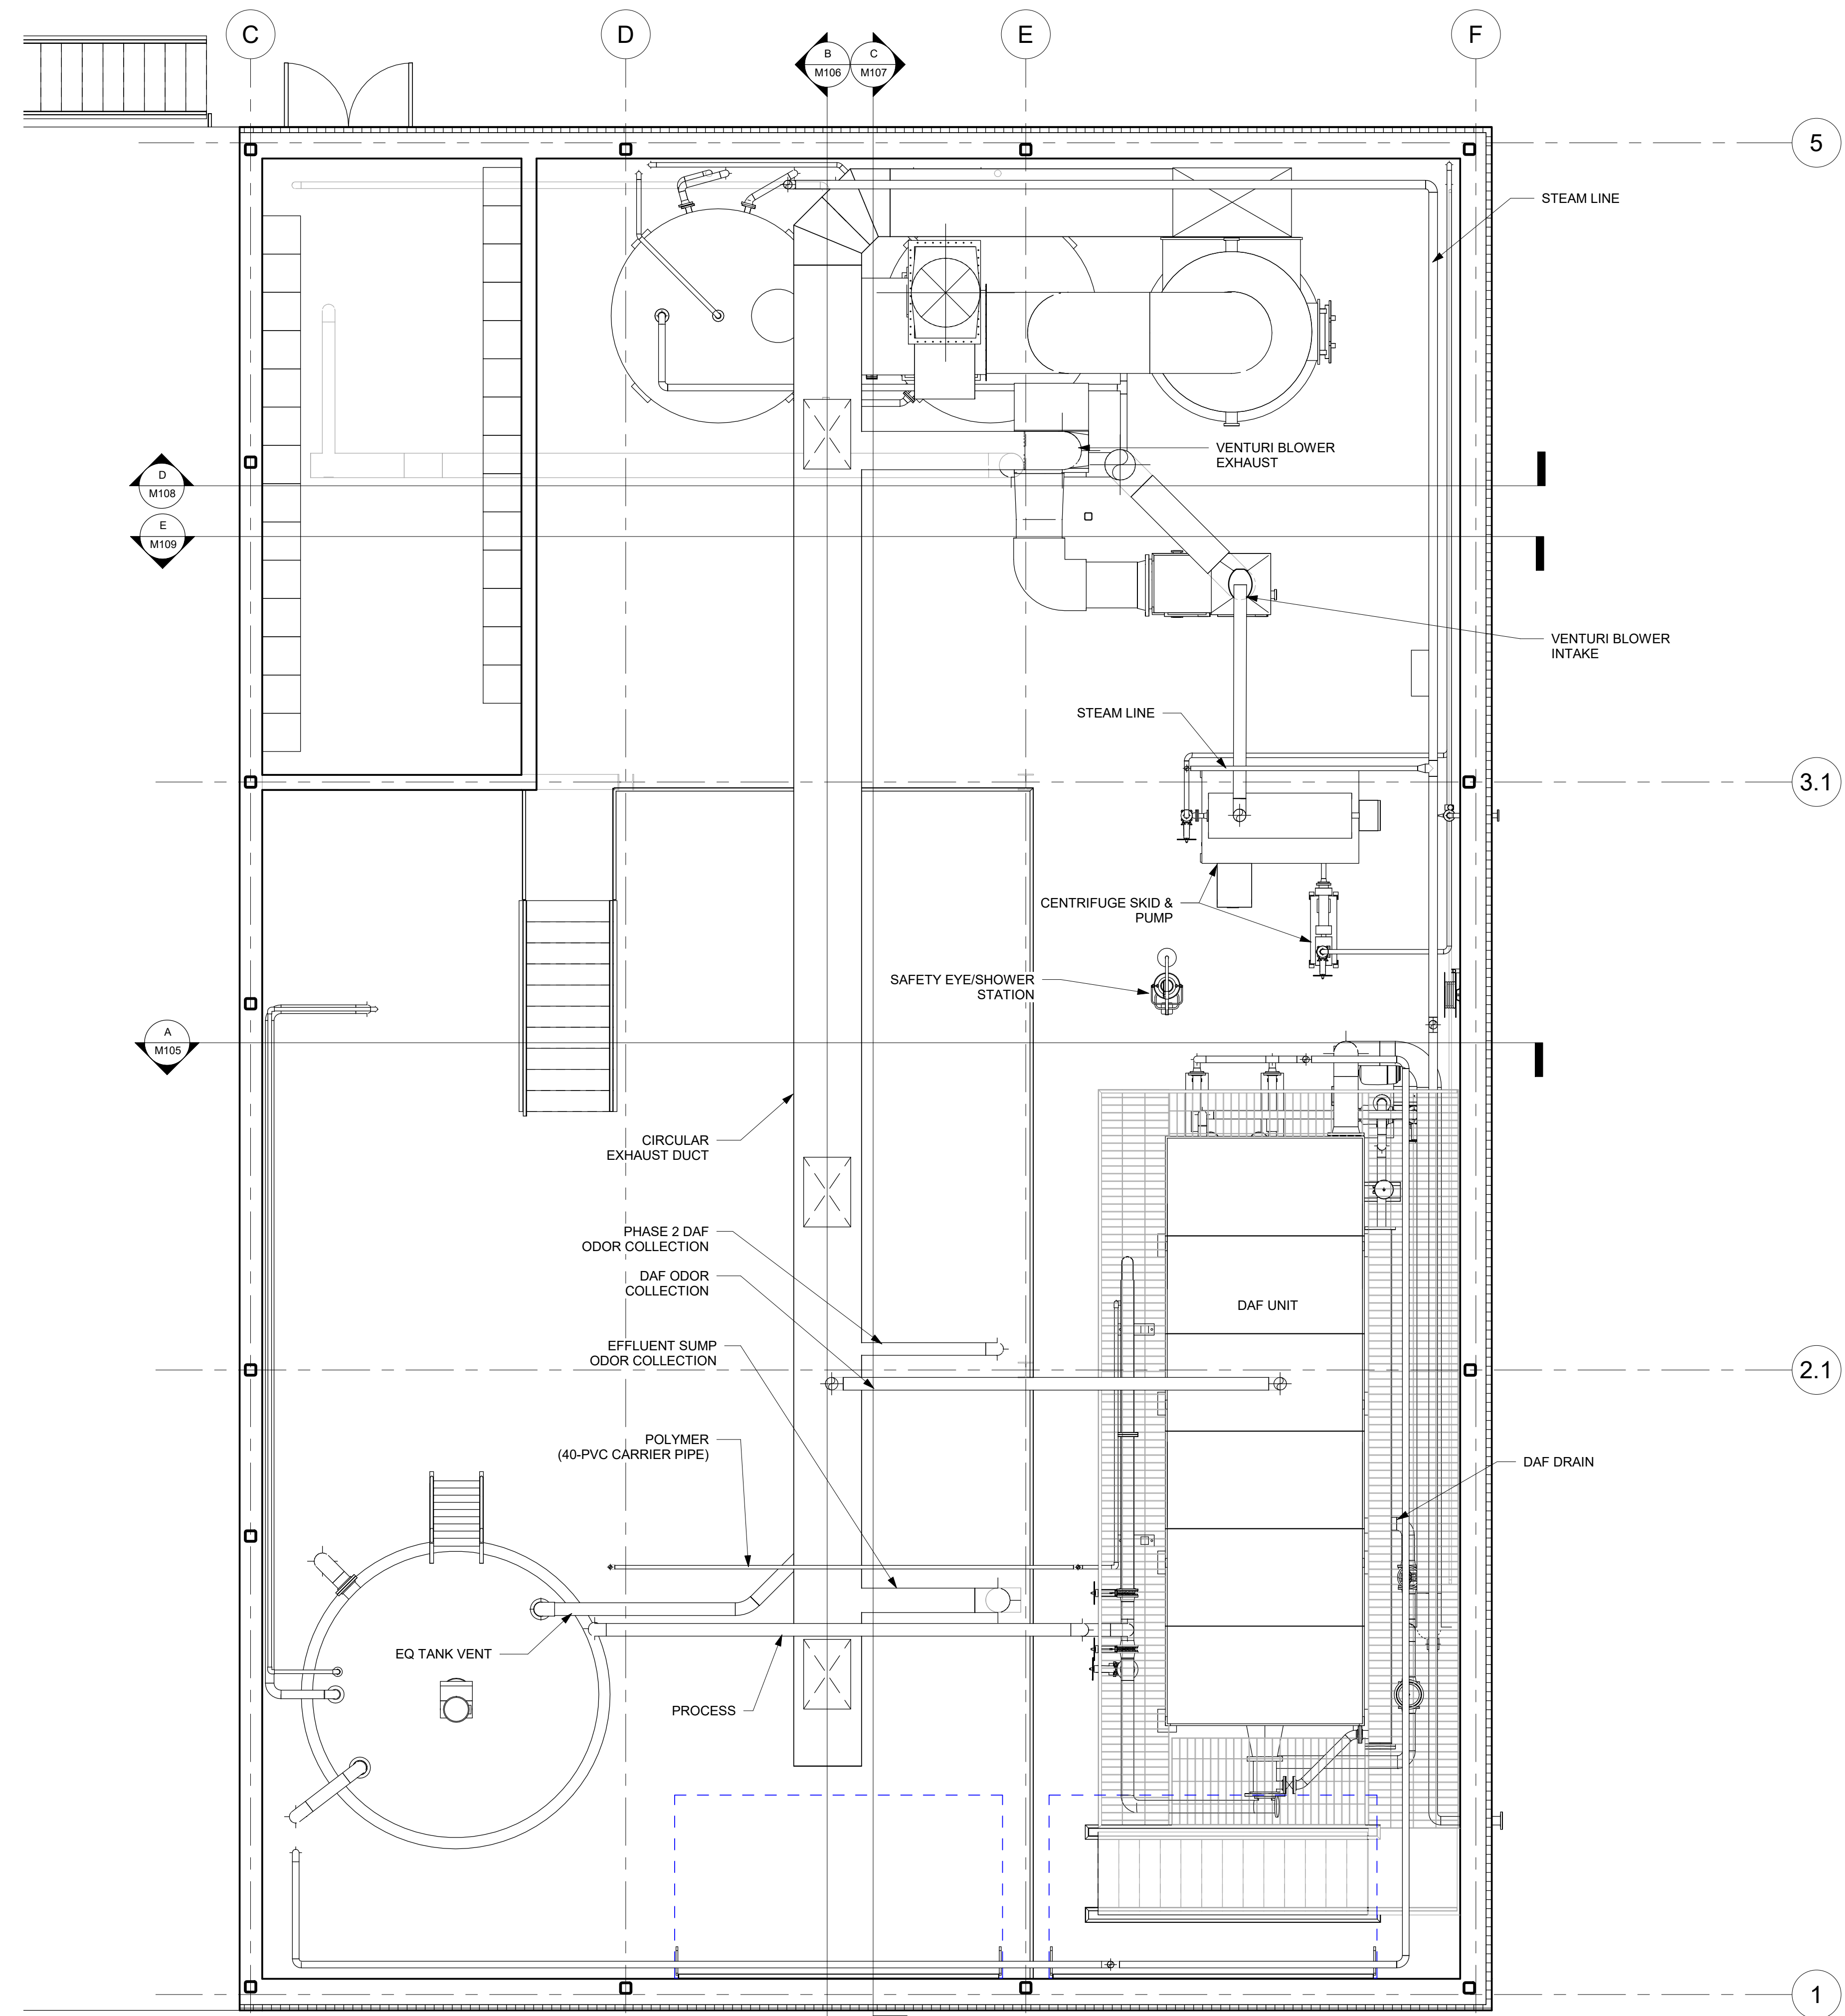 C
D
E
F
B
M106
C
M107
5
STEAM LINE
VENTURI BLOWER
EXHAUST
D
M108
E
M109
VENTURI BLOWER
INTAKE
STEAM LINE
3.1
CENTRIFUGE SKID &
PUMP
SAFETY EYE/SHOWER
STATION
A
M105
CIRCULAR
EXHAUST DUCT
PHASE 2 DAF
ODOR COLLECTION
DAF ODOR
COLLECTION
DAF UNIT
EFFLUENT SUMP
ODOR COLLECTION
2.1
POLYMER
(40-PVC CARRIER PIPE)
DAF DRAIN
EQ TANK VENT
PROCESS
1